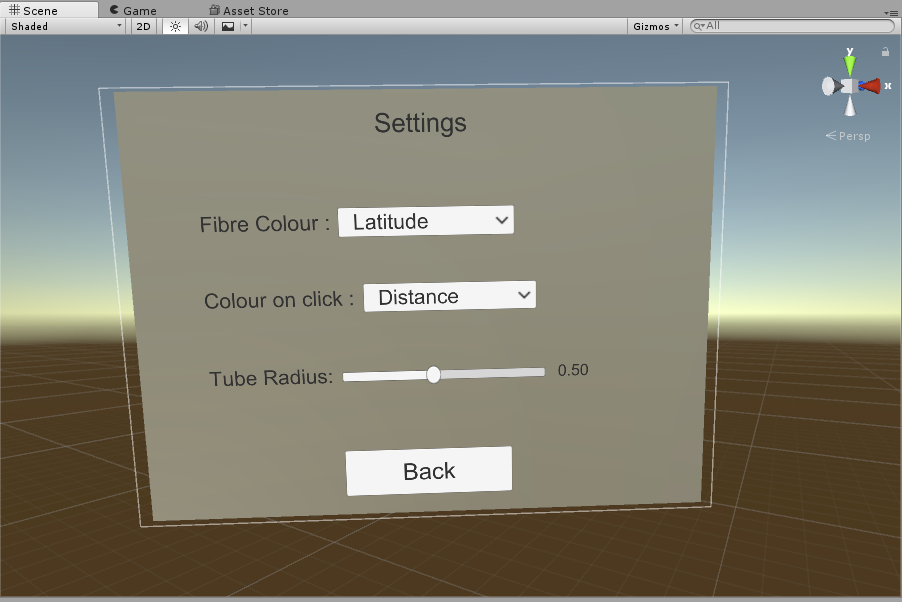 Scene Game Asset Store
Shaded 2D Gizmos All
y
x
Persp
Settings
Fibre Colour : Latitude
Colour on click : Distance
Tube Radius: 0.50
Back